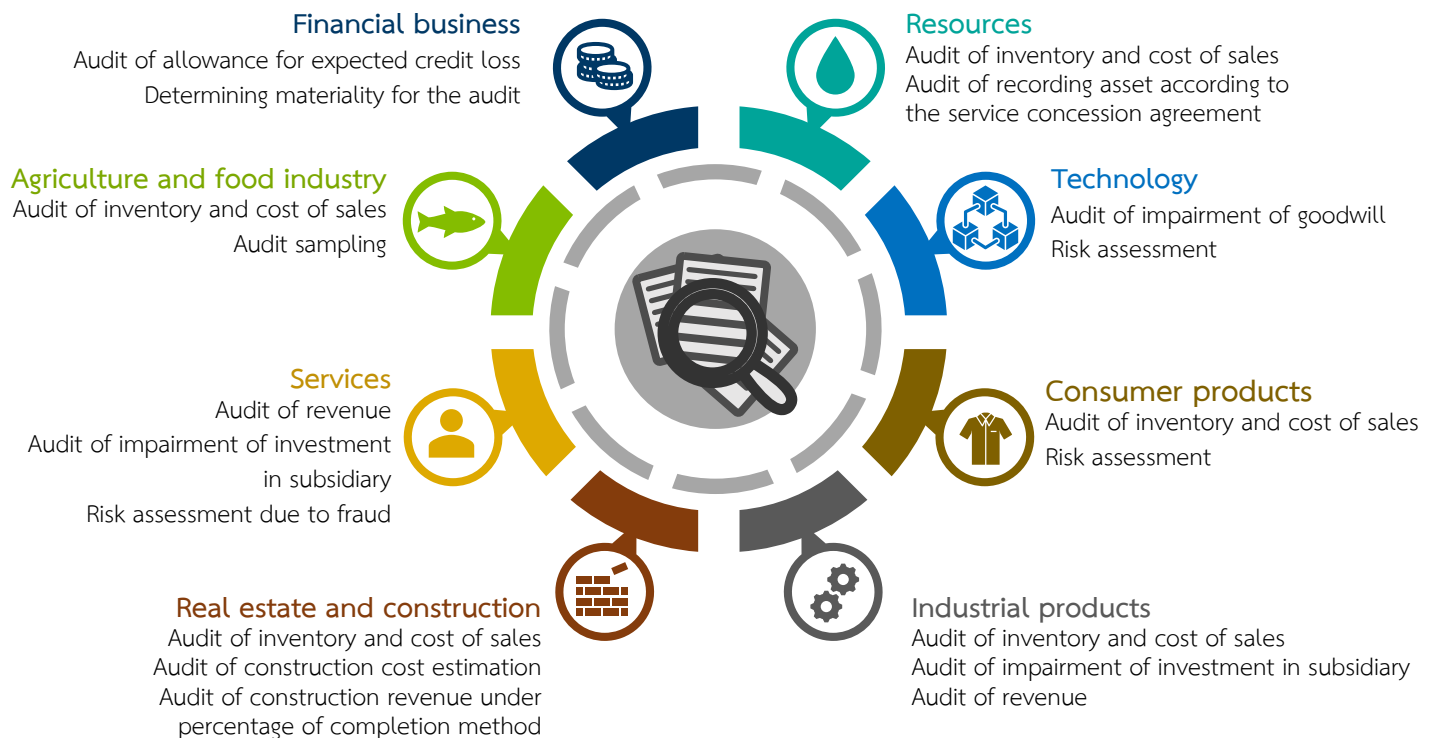 Financial business
Audit of allowance for expected credit loss
Determining materiality for the audit
Resources
Audit of inventory and cost of sales
Audit of recording asset according to
the service concession agreement
Agriculture and food industry
Audit of inventory and cost of sales
Audit sampling
Technology
Audit of impairment of goodwill
Risk assessment
Services
Audit of revenue
Audit of impairment of investment
in subsidiary
Risk assessment due to fraud
Consumer products
Audit of inventory and cost of sales
Risk assessment
Real estate and construction
Audit of inventory and cost of sales
Audit of construction cost estimation
Audit of construction revenue under
percentage of completion method
Industrial products
Audit of inventory and cost of sales
Audit of impairment of investment in subsidiary
Audit of revenue